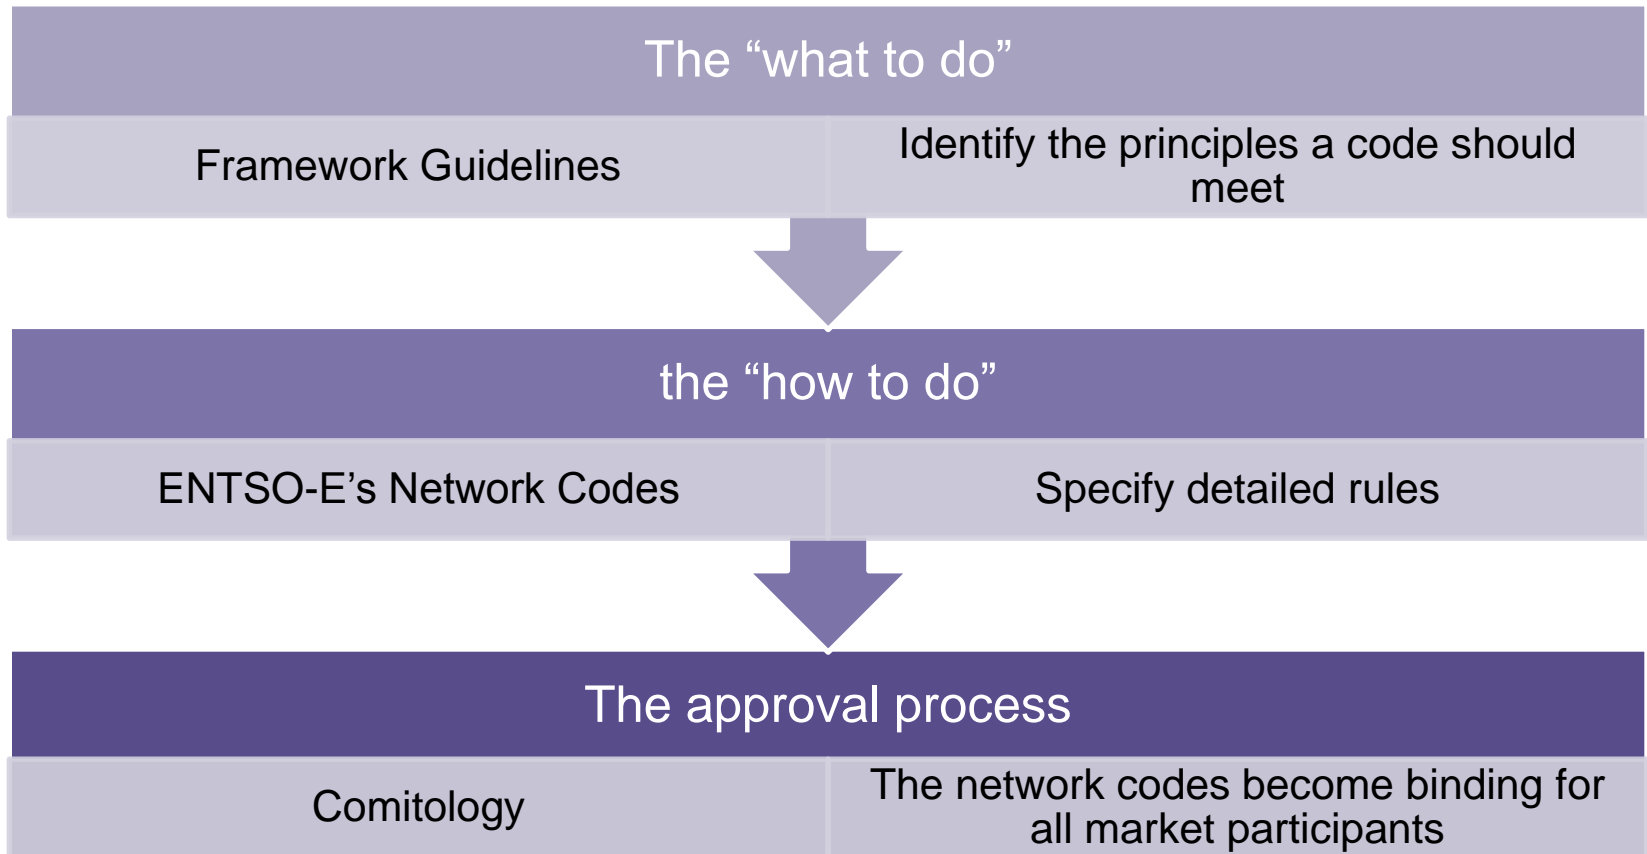 The “what to do”
Framework Guidelines
Identify the principles a code should
meet
the “how to do”
ENTSO-E’s Network Codes
Specify detailed rules
The approval process
Comitology
The network codes become binding for
all market participants